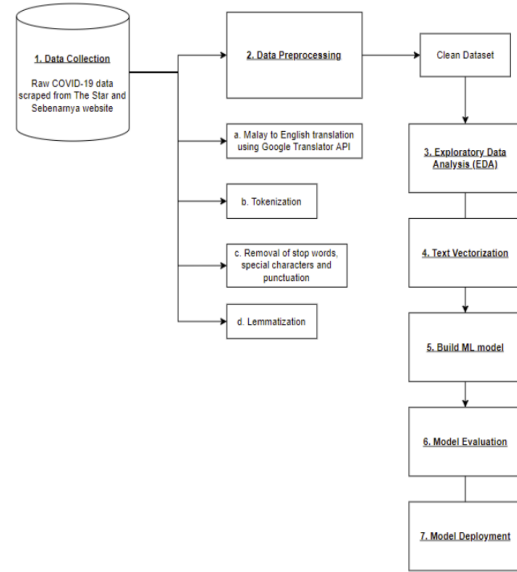 1. Data Collection
Raw COVID-19 data
scraped from The Star and
Sebenarnya website
2. Data Preprocessing
Clean Dataset
a. Malay to English translation
using Google Translator API
b. Tokenization
c. Removal of stop words,
special characters and
punctuation
d. Lemmatization
3. Exploratory Data
Analysis (EDA)
4. Text Vectorization
5. Build ML model
6. Model Evaluation
7. Model Deployment